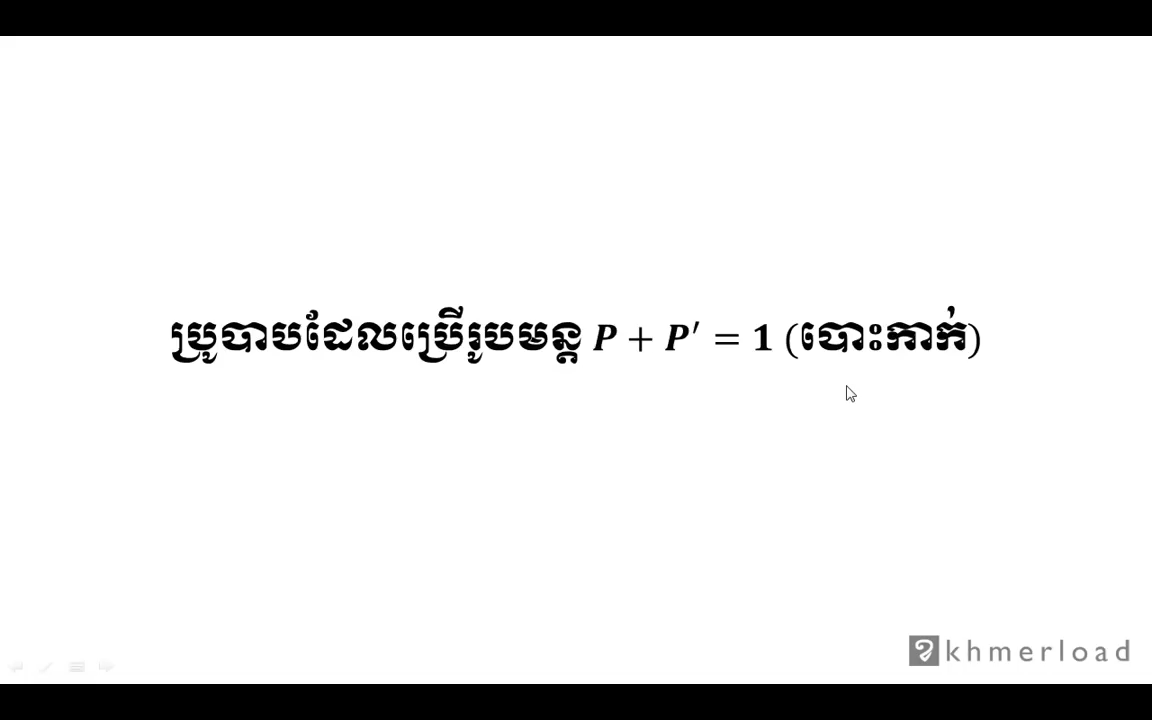 ប្រូបាបដែលប្រើរូបមន្ត P + P′ = 1 (បោះកាក់)
khmerload